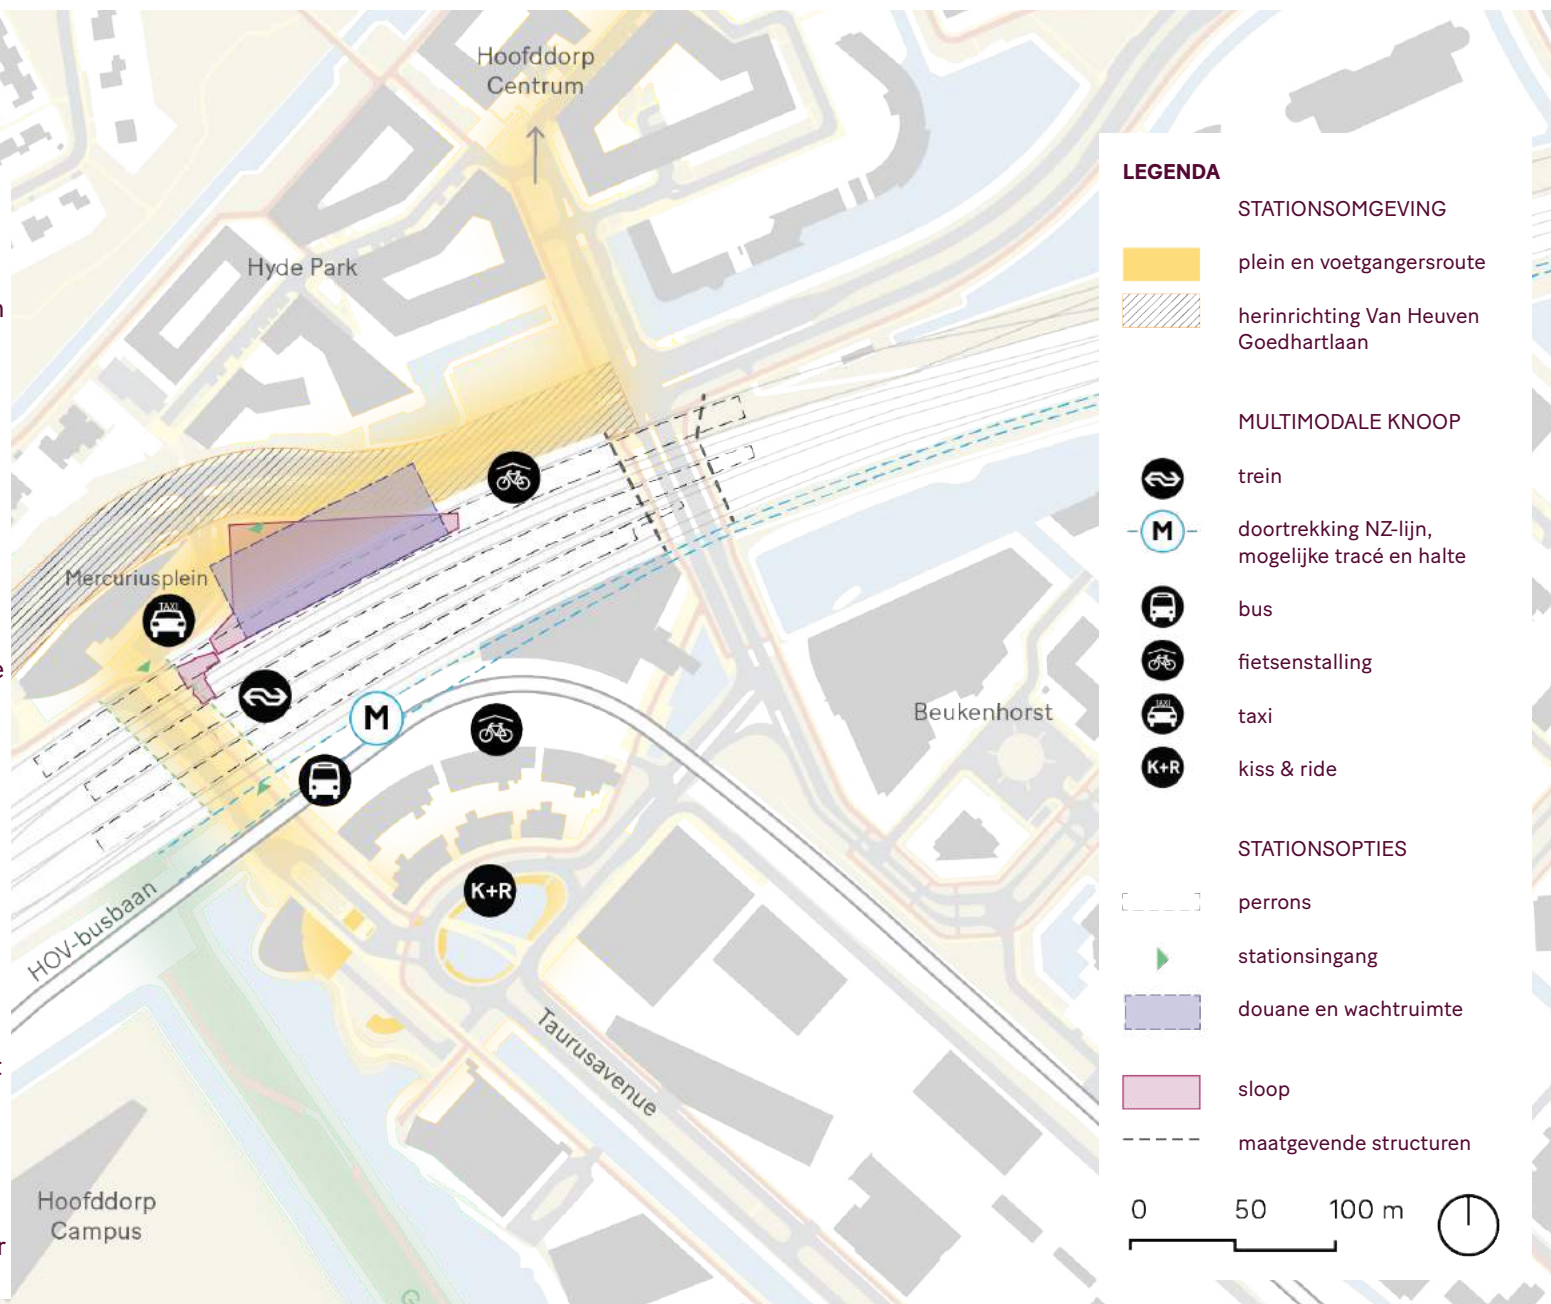 Hoofddorp
Centrum
Hyde Park
Mercuriusplein
TAXI
M
K+R
Beukenhorst
HOV-busbaan
Taurusavenue
Hoofddorp
Campus
G
n
e
t
r
LEGENDA
STATIONSOMGEVING
plein en voetgangersroute
herinrichting Van Heuven
Goedhartlaan
MULTIMODALE KNOOP
trein
M
doortrekking NZ-lijn,
mogelijke tracé en halte
bus
fietsenstalling
TAXI
taxi
K+R
kiss & ride
STATIONSOPTIES
perrons
stationsingang
douane en wachtruimte
sloop
maatgevende structuren
0 50 100 m